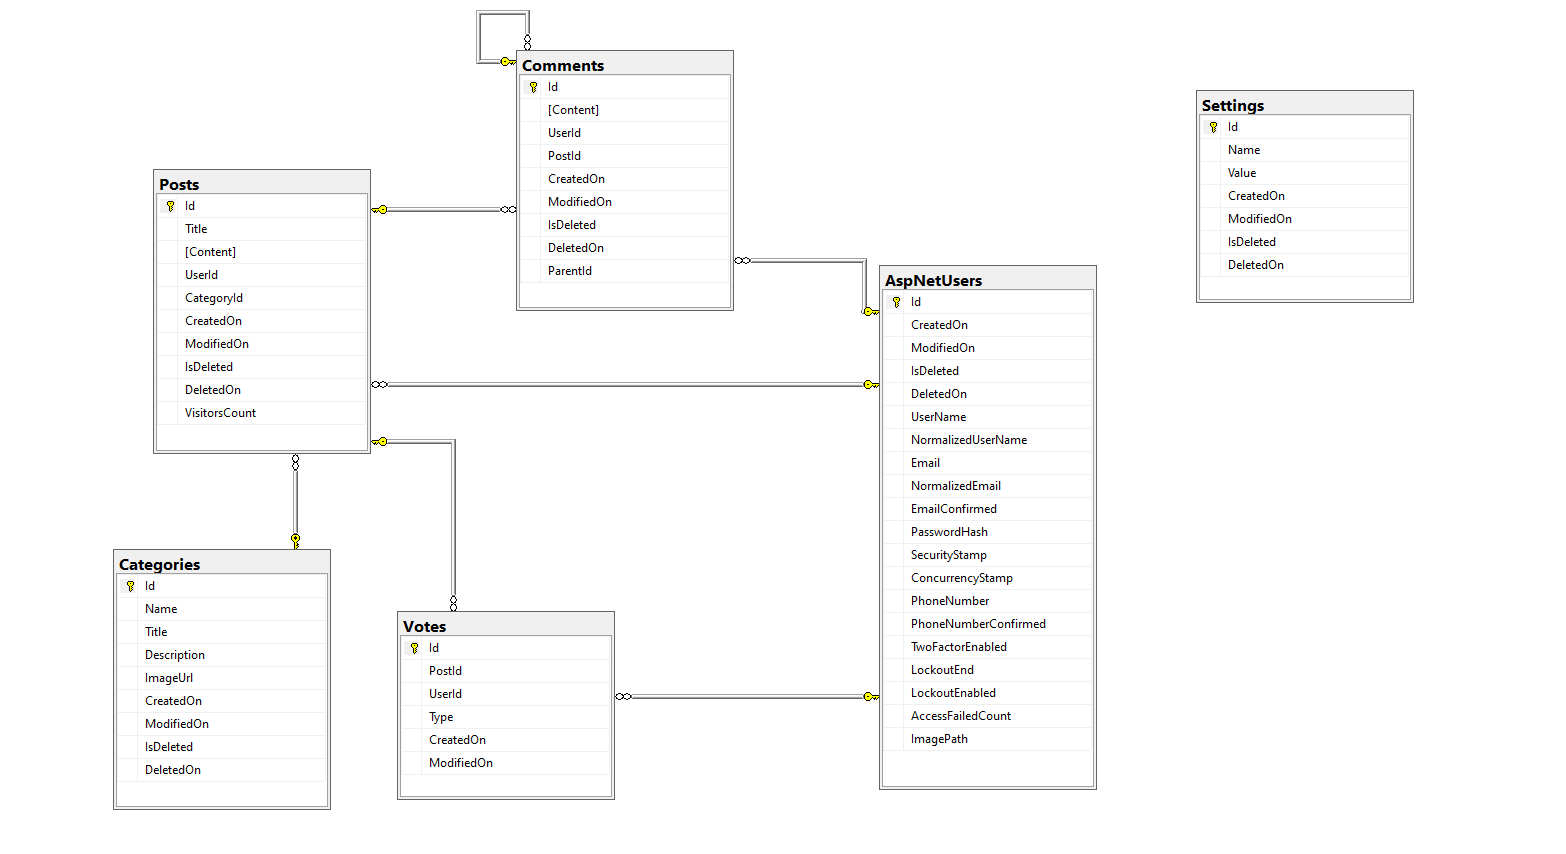 Comments
Id
[Content]
UserId
PostId
CreatedOn
ModifiedOn
IsDeleted
DeletedOn
ParentId
Settings
Id
Name
Value
CreatedOn
ModifiedOn
IsDeleted
DeletedOn
Posts
Id
Title
[Content]
UserId
CategoryId
CreatedOn
ModifiedOn
IsDeleted
DeletedOn
VisitorsCount
AspNetUsers
Id
CreatedOn
ModifiedOn
IsDeleted
DeletedOn
UserName
NormalizedUserName
Email
NormalizedEmail
EmailConfirmed
PasswordHash
SecurityStamp
ConcurrencyStamp
PhoneNumber
PhoneNumberConfirmed
TwoFactorEnabled
LockoutEnd
LockoutEnabled
AccessFailedCount
ImagePath
Categories
Id
Name
Title
Description
ImageUrl
CreatedOn
ModifiedOn
IsDeleted
DeletedOn
Votes
Id
PostId
UserId
Type
CreatedOn
ModifiedOn